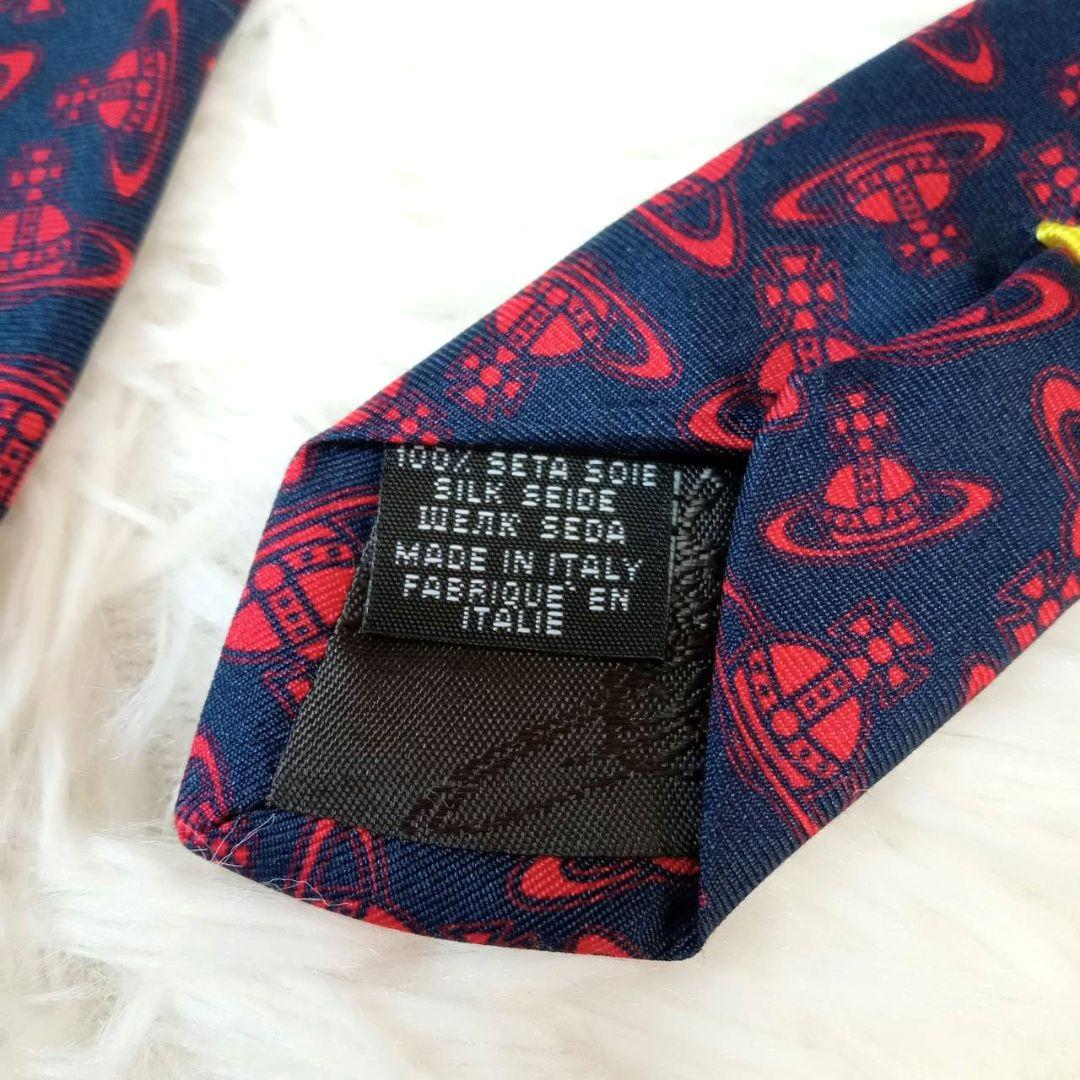 100% SETA SOIE
SILK SEIDE
ШЕЛК SEDA
MADE IN ITALY
FABRIQUE' EN
ITALIE